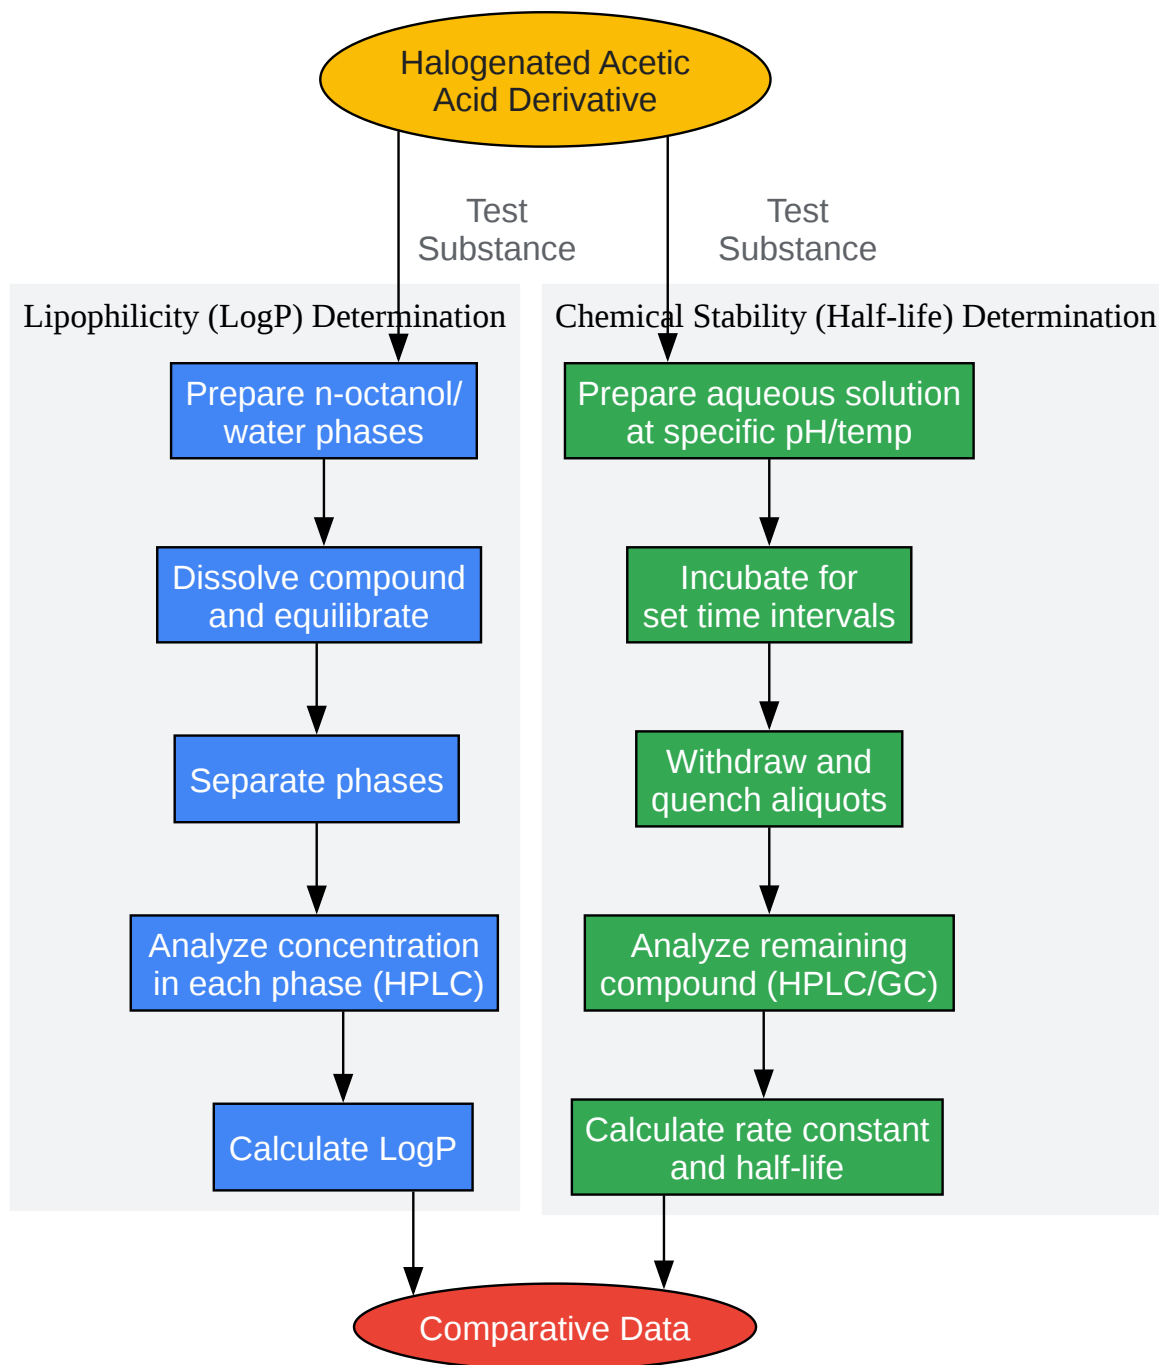 Halogenated Acetic
Acid Derivative
Test
Substance
Test
Substance
Lipophilicity (LogP) Determination
Prepare n-octanol/
water phases
Dissolve compound
and equilibrate
Separate phases
Analyze concentration
in each phase (HPLC)
Calculate LogP
Chemical Stability (Half-life) Determination
Prepare aqueous solution
at specific pH/temp
Incubate for
set time intervals
Withdraw and
quench aliquots
Analyze remaining
compound (HPLC/GC)
Calculate rate constant
and half-life
Comparative Data